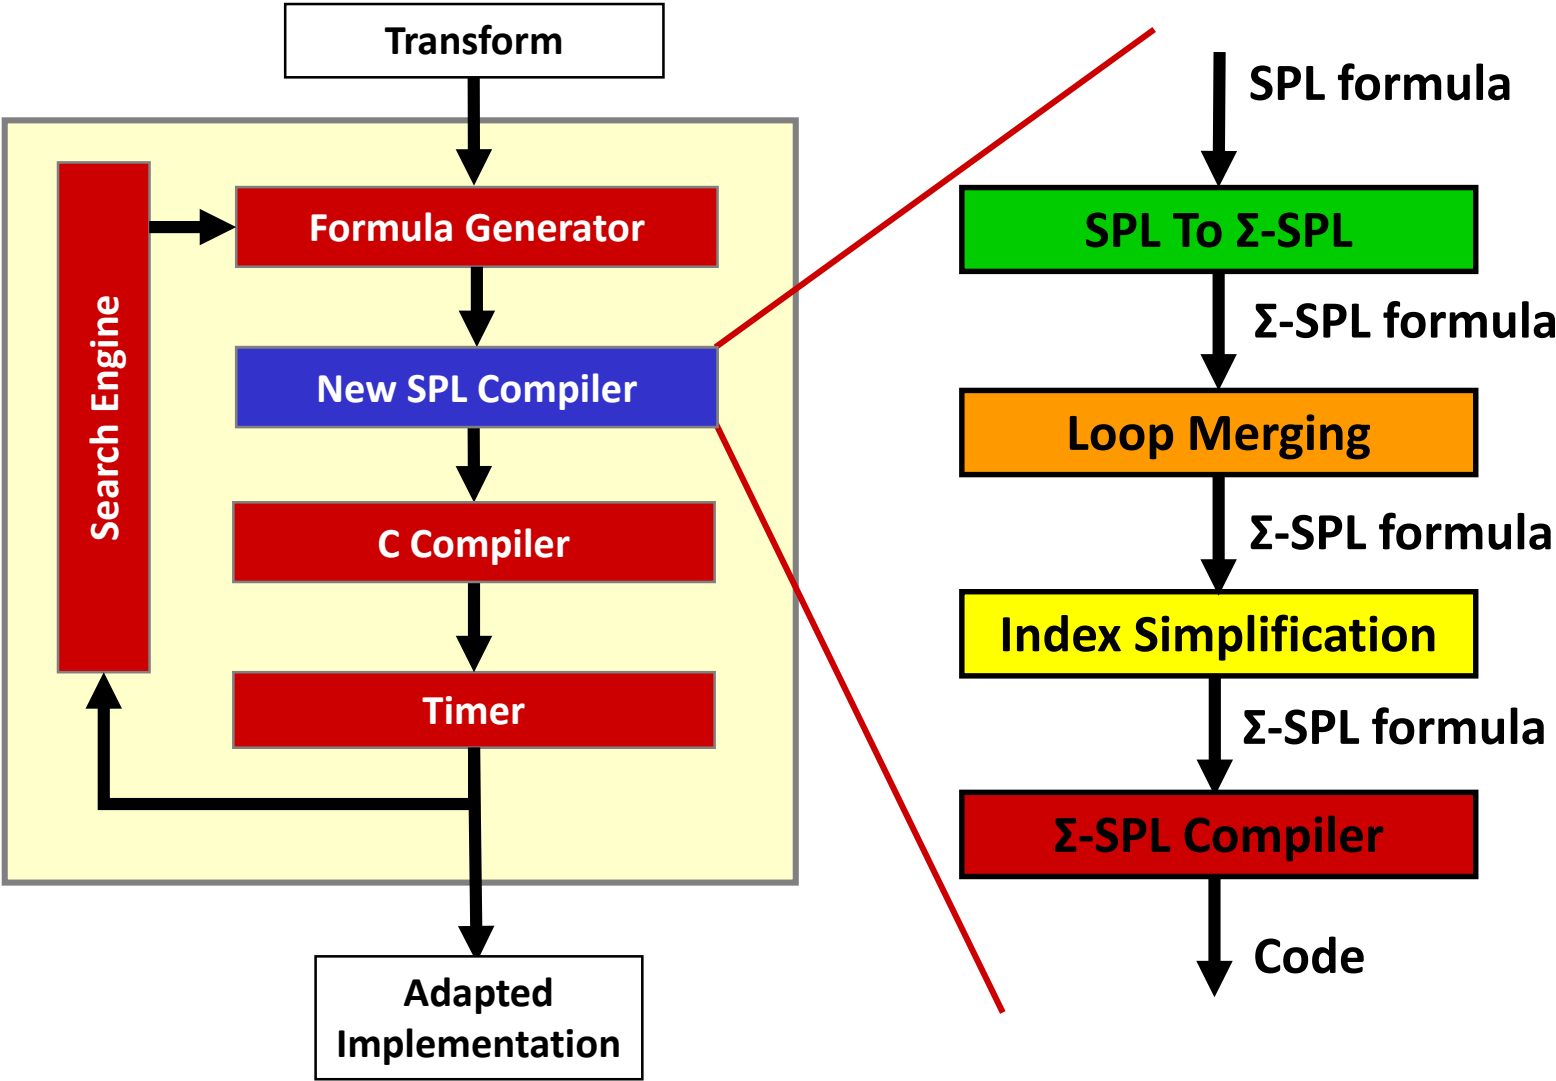 Transform
Formula Generator
New SPL Compiler
C Compiler
Timer
Search Engine
Adapted
Implementation
SPL formula
SPL To Σ-SPL
Σ-SPL formula
Loop Merging
Σ-SPL formula
Index Simplification
Σ-SPL formula
Σ-SPL Compiler
Code